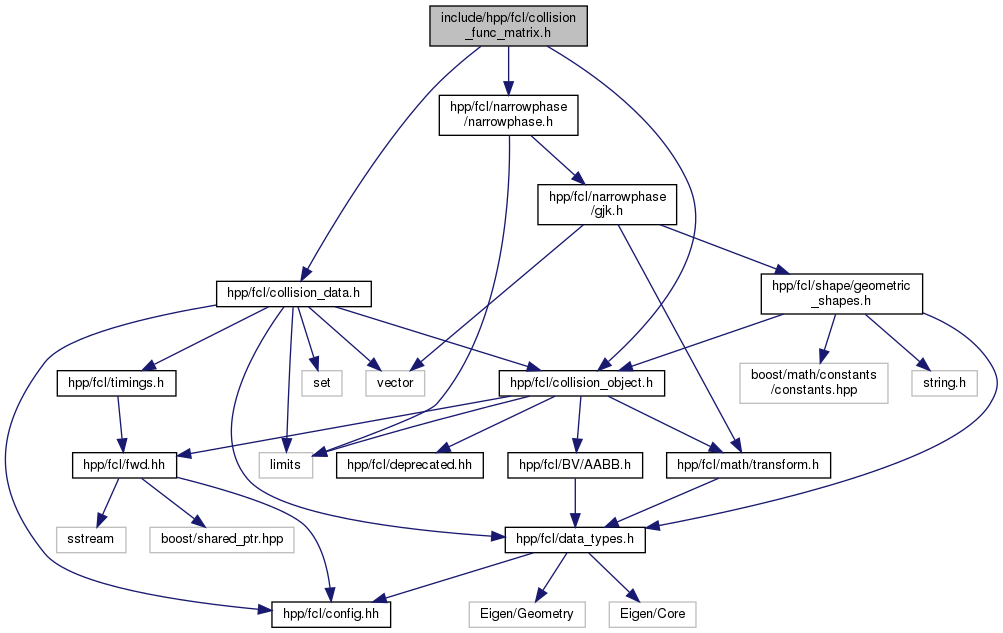 include/hpp/fcl/collision
_func_matrix.h
hpp/fcl/narrowphase
/narrowphase.h
hpp/fcl/narrowphase
/gjk.h
hpp/fcl/collision_data.h
hpp/fcl/shape/geometric
_shapes.h
hpp/fcl/timings.h
set
vector
hpp/fcl/collision_object.h
boost/math/constants
/constants.hpp
string.h
hpp/fcl/fwd.hh
limits
hpp/fcl/deprecated.hh
hpp/fcl/BV/AABB.h
hpp/fcl/math/transform.h
sstream
boost/shared_ptr.hpp
hpp/fcl/data_types.h
hpp/fcl/config.hh
Eigen/Geometry
Eigen/Core